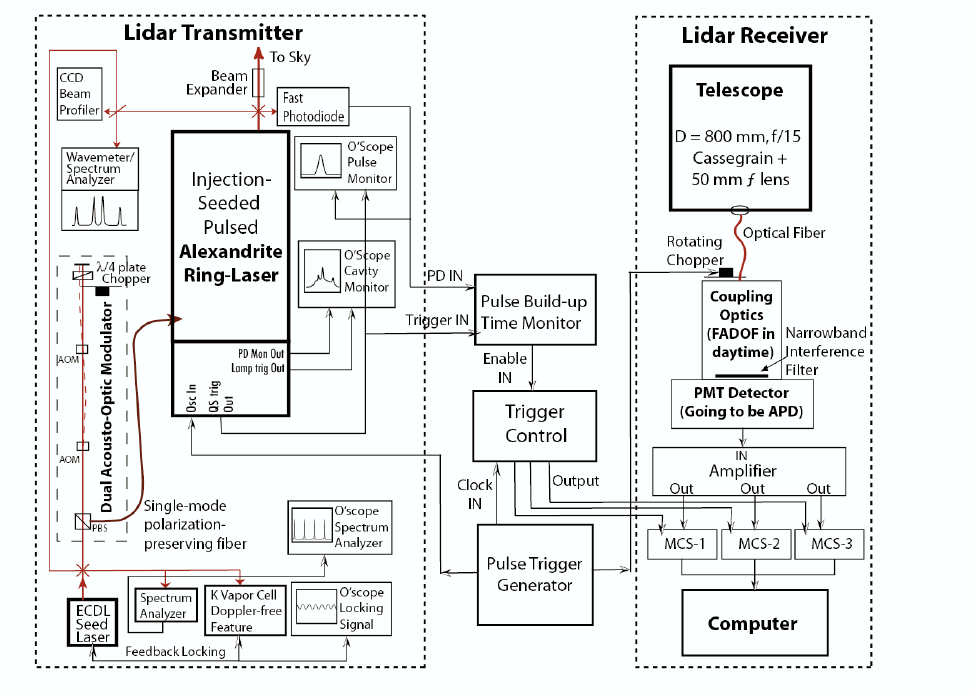 Lidar Transmitter
To Sky
Beam
Expander
CCD
Beam
Profiler
Fast
Photodiode
Wavemeter/
Spectrum
Analyzer
Injection-
Seeded
Pulsed
Alexandrite
Ring-Laser
O'Scope
Pulse
Monitor
O'Scope
Cavity
Monitor
λ/4 plate
Chopper
AOM
AOM
Dual Acousto-Optic Modulator
PBS
PD Mon Out
Lamp trig Out
Osc In
QS trig
Out
Single-mode
polarization-
preserving fiber
O'scope
Spectrum
Analyzer
ECDL
Seed
Laser
Spectrum
Analyzer
K Vapor Cell
Doppler-free
Feature
O'scope
Locking
Signal
Feedback Locking
PD IN
Trigger IN
Pulse Build-up
Time Monitor
Enable
IN
Trigger
Control
Clock
IN
Output
Pulse Trigger
Generator
Lidar Receiver
Telescope
D = 800 mm, f/15
Cassegrain +
50 mm ƒ lens
Optical Fiber
Rotating
Chopper
Coupling
Optics
(FADOF in
daytime)
Narrowband
Interference
Filter
PMT Detector
(Going to be APD)
IN
Amplifier
Out
Out
Out
MCS-1
MCS-2
MCS-3
Computer